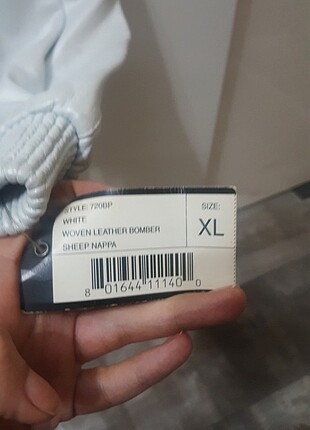 STYLE: 720BP
WHITE
WOVEN LEATHER BOMBER
SHEEP NAPPA
SIZE:
XL
8 01644 11140 0